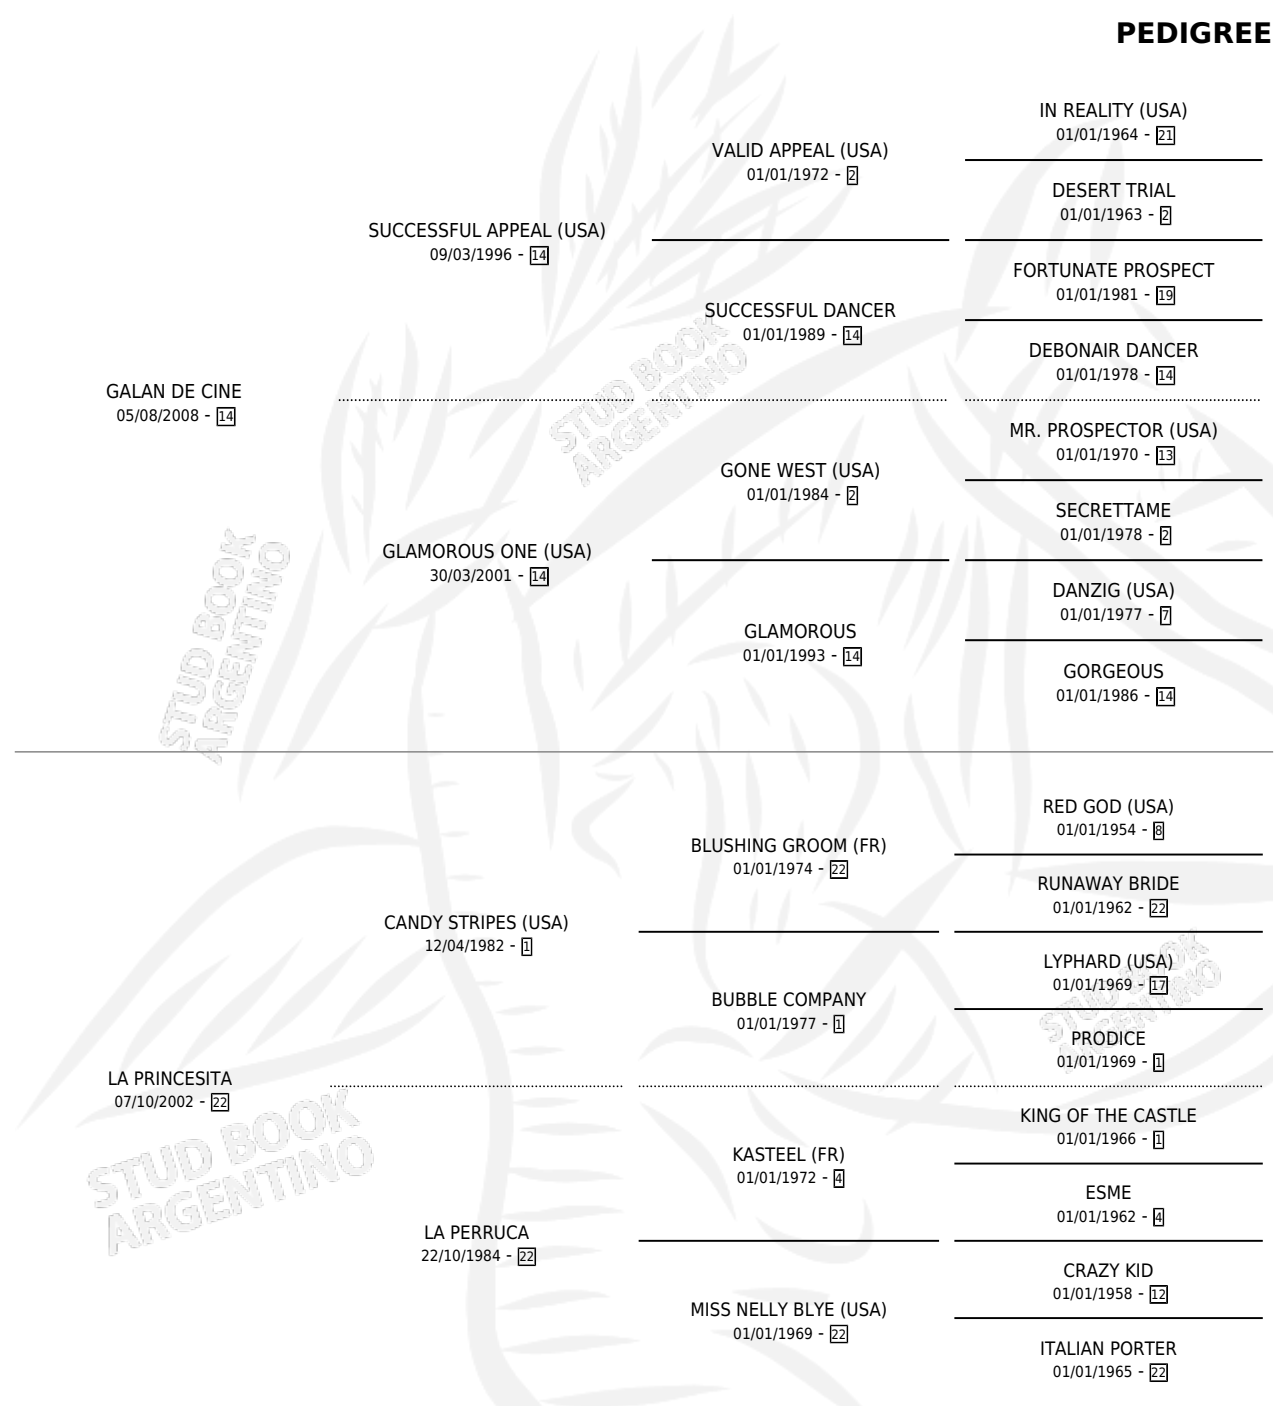 PEDIGREE
IN REALITY (USA)
01/01/1964 - 21
VALID APPEAL (USA)
01/01/1972 - 2
DESERT TRIAL
01/01/1963 - 2
SUCCESSFUL APPEAL (USA)
09/03/1996 - 14
FORTUNATE PROSPECT
01/01/1981 - 19
SUCCESSFUL DANCER
01/01/1989 - 14
DEBONAIR DANCER
01/01/1978 - 14
GALAN DE CINE
05/08/2008 - 14
MR. PROSPECTOR (USA)
01/01/1970 - 13
GONE WEST (USA)
01/01/1984 - 2
SECRETTAME
01/01/1978 - 2
GLAMOROUS ONE (USA)
30/03/2001 - 14
DANZIG (USA)
01/01/1977 - 7
GLAMOROUS
01/01/1993 - 14
GORGEOUS
01/01/1986 - 14
RED GOD (USA)
01/01/1954 - 8
BLUSHING GROOM (FR)
01/01/1974 - 22
RUNAWAY BRIDE
01/01/1962 - 22
CANDY STRIPES (USA)
12/04/1982 - 1
LYPHARD (USA)
01/01/1969 - 17
BUBBLE COMPANY
01/01/1977 - 1
PRODICE
01/01/1969 - 1
LA PRINCESITA
07/10/2002 - 22
KING OF THE CASTLE
01/01/1966 - 1
KASTEEL (FR)
01/01/1972 - 4
ESME
01/01/1962 - 4
LA PERRUCA
22/10/1984 - 22
CRAZY KID
01/01/1958 - 12
MISS NELLY BLYE (USA)
01/01/1969 - 22
ITALIAN PORTER
01/01/1965 - 22
STUD BOOK
ARGENTINO
STUD BOOK
ARGENTINO
STUD BOOK
ARGENTINO
STUD BOOK
ARGENTINO